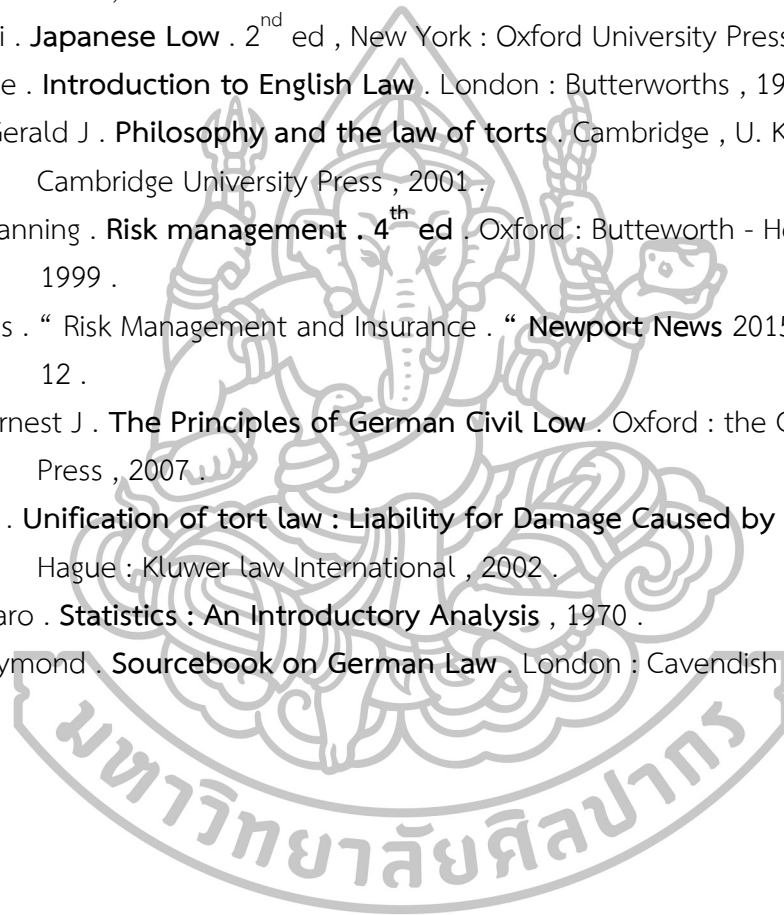 i . Japanese Low . 2nd ed , New York : Oxford University Press
e . Introduction to English Law . London : Butterworths , 19
Gerald J . Philosophy and the law of torts . Cambridge , U. K
Cambridge University Press , 2001 .
anning . Risk management . 4th ed . Oxford : Butteworth - H
1999 .
s . “ Risk Management and Insurance . “ Newport News 2015
12 .
rnest J . The Principles of German Civil Low . Oxford : the
Press , 2007 .
. Unification of tort law : Liability for Damage Caused by
Hague : Kluwer law International , 2002 .
aro . Statistics : An Introductory Analysis , 1970 .
ymond . Sourcebook on German Law . London : Cavendish
มหาวิทยาลัยศิลปากร